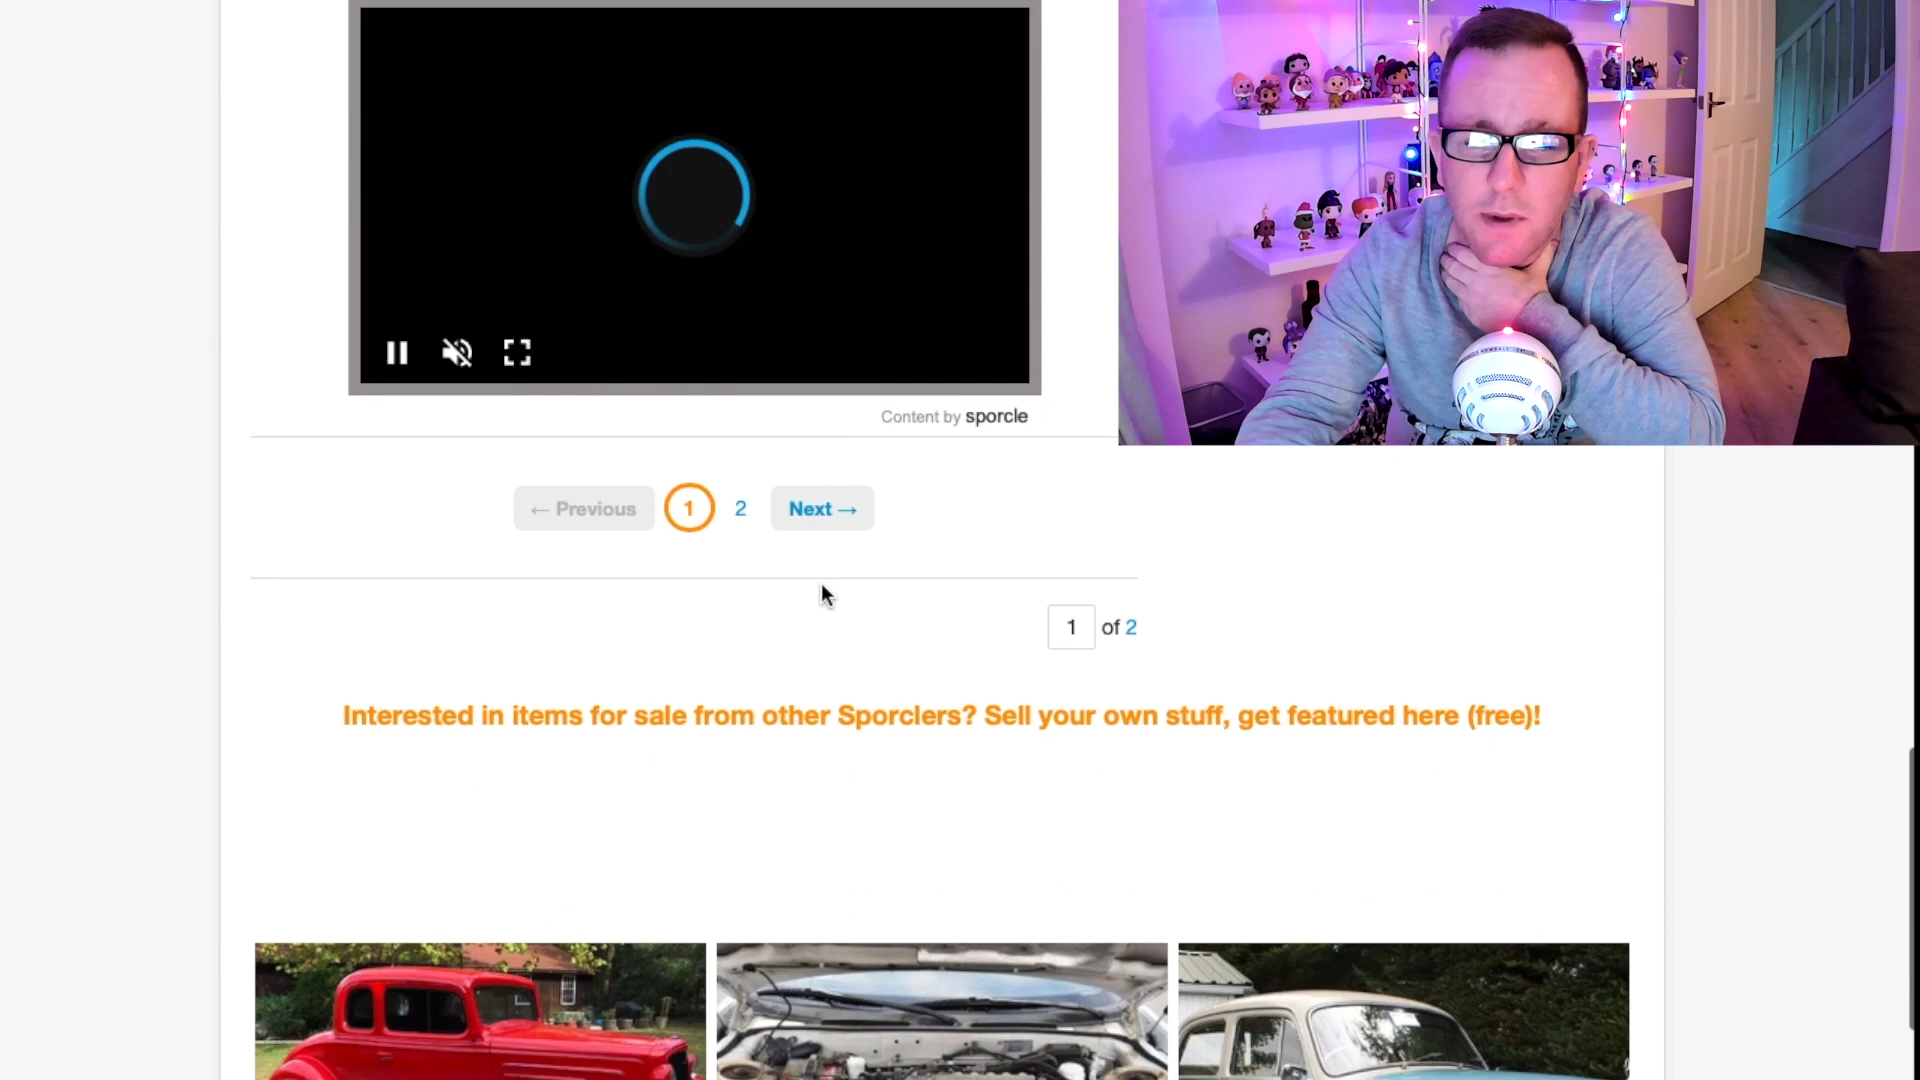 Content by sporcle
← Previous 1 2 Next →
1 of 2
Interested in items for sale from other Sporclers? Sell your own stuff, get featured here (free)!